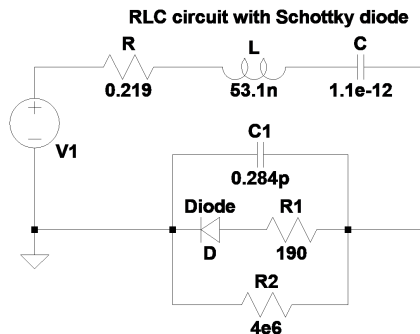 RLC circuit with Schottky diode
R
L
C
0.219
53.1n
1.1e-12
V1
C1
0.284p
Diode
R1
D
190
R2
4e6